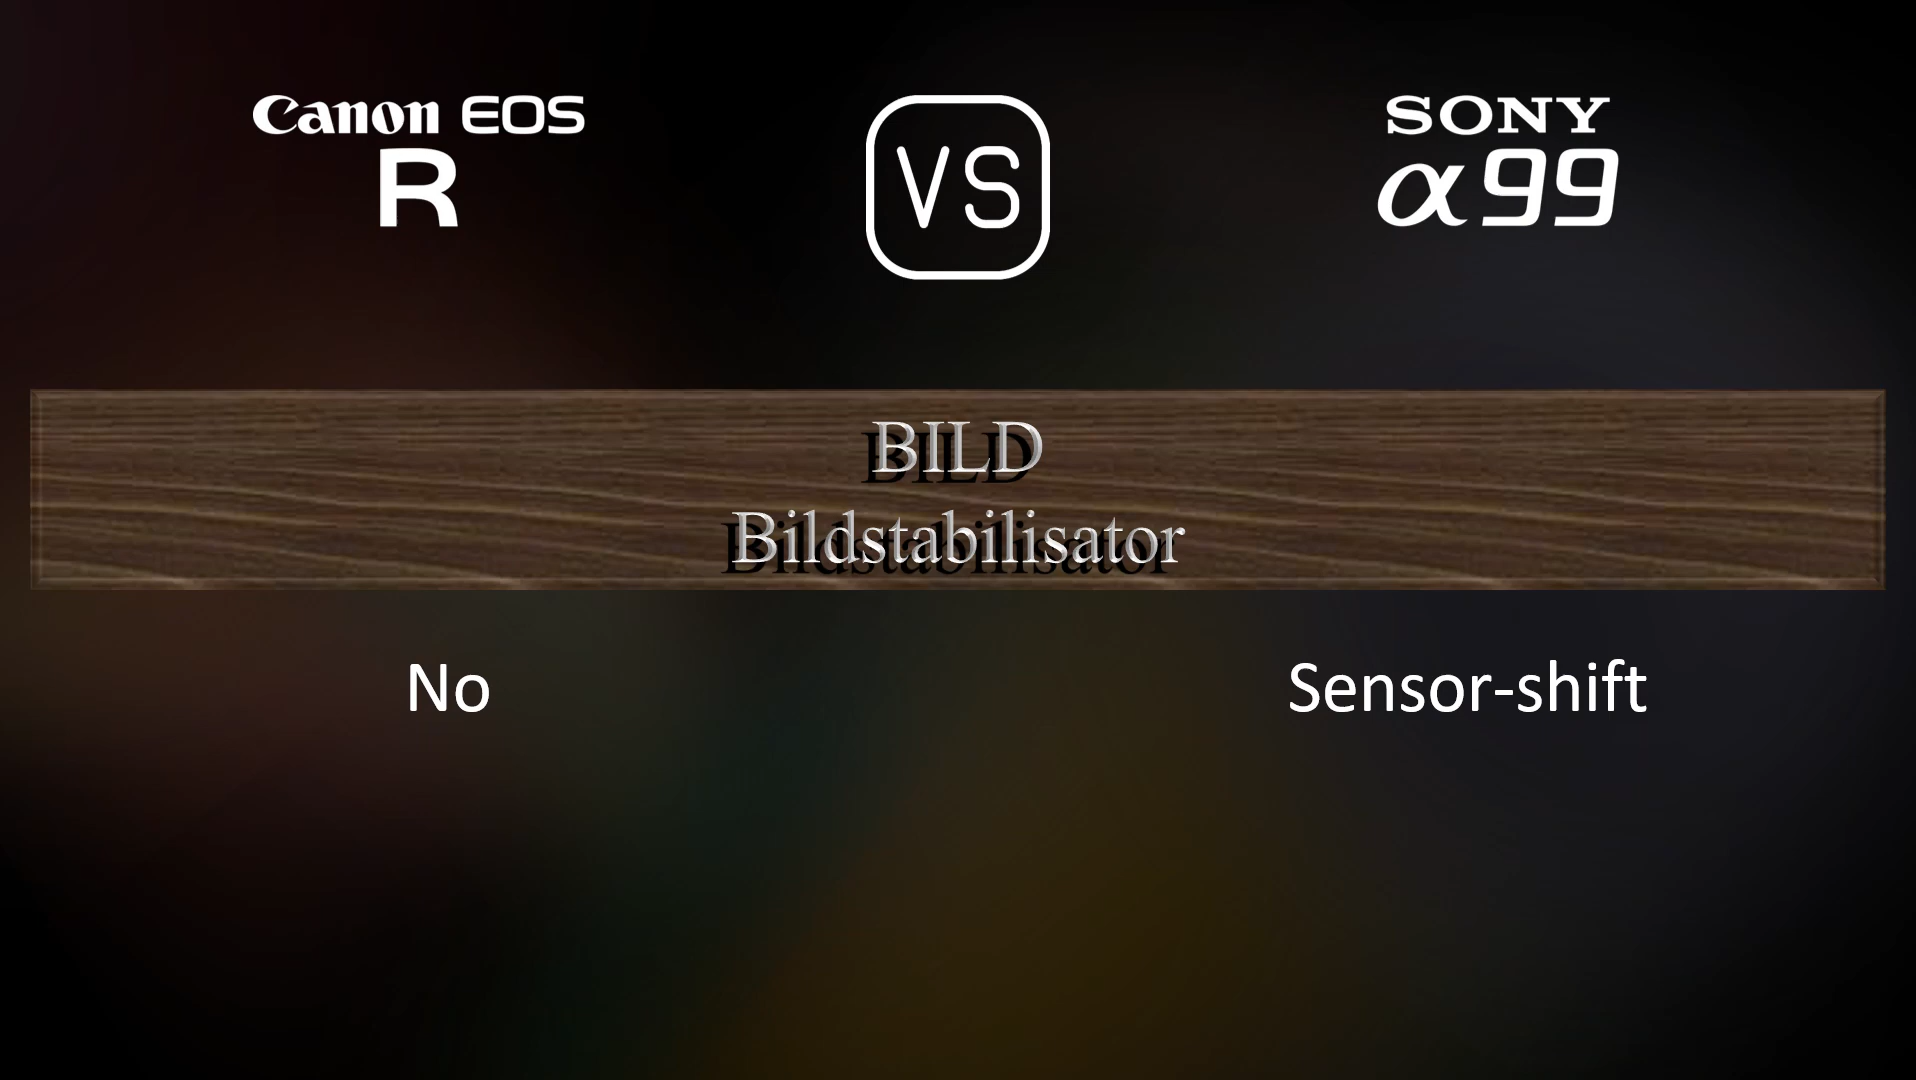 Canon EOS
R
VS
SONY
α99
BILD
Bildstabilisator
No
Sensor-shift